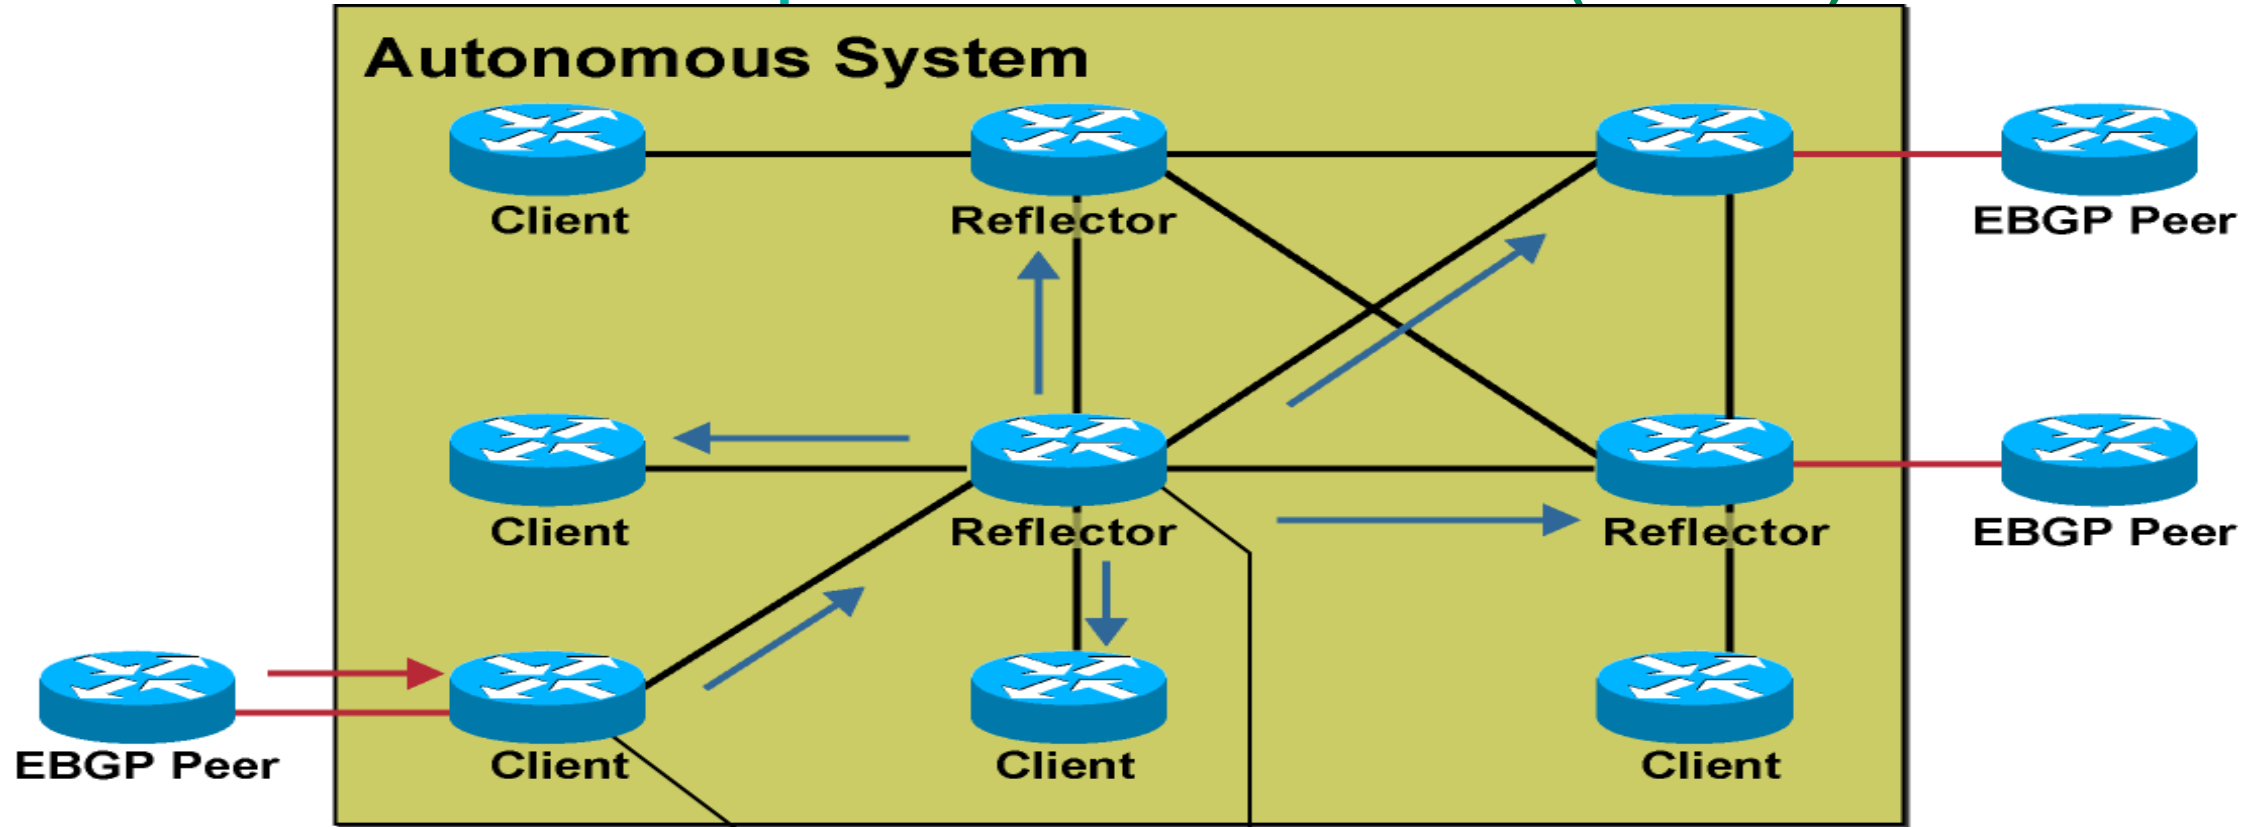 Autonomous System
Client
Reflector
EBGP Peer
Client
Reflector
Reflector
EBGP Peer
EBGP Peer
Client
Client
Client